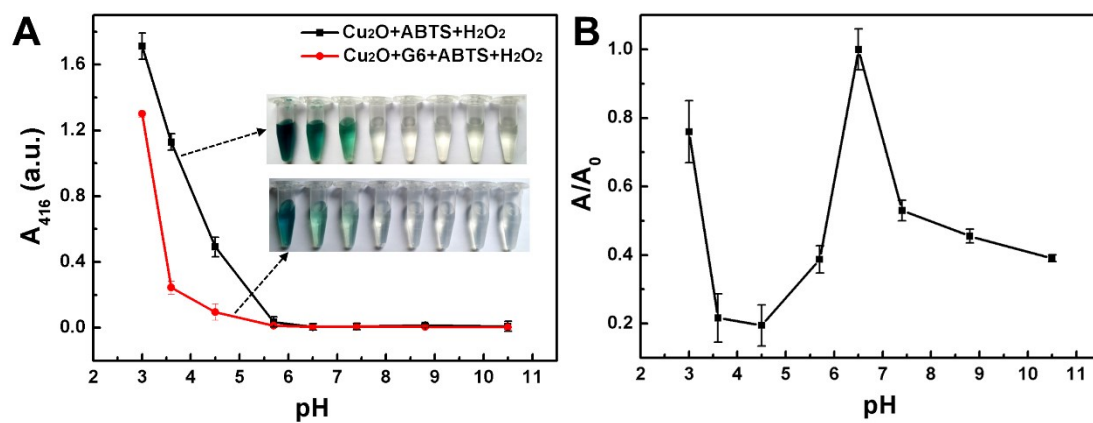 A
B
Cu₂O+ABTS+H₂O₂
Cu₂O+G6+ABTS+H₂O₂
A₄₁₆ (a.u.)
1.6
1.2
0.8
0.4
0.0
2 3 4 5 6 7 8 9 10 11
pH
A/A₀
1.0
0.8
0.6
0.4
0.2
2 3 4 5 6 7 8 9 10 11
pH